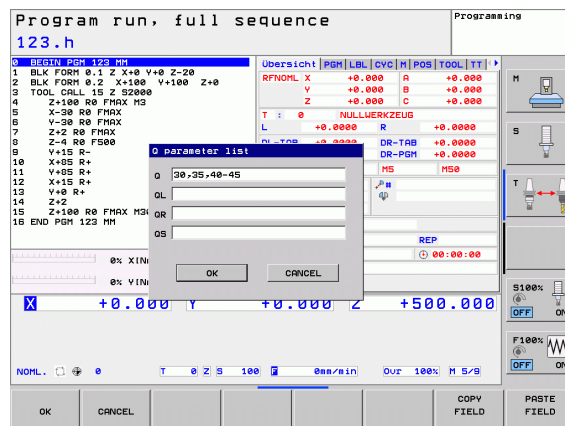 Program run, full sequence
Programming
123.h
0 BEGIN PGM 123 MM
1 BLK FORM 0.1 Z X+0 Y+0 Z-20
2 BLK FORM 0.2 X+100 Y+100 Z+0
3 TOOL CALL 15 Z S2000
4 Z+100 R0 FMAX M3
5 X-30 R0 FMAX
6 Y-30 R0 FMAX
7 Z+2 R0 FMAX
8 Z-4 R0 F500
9 Y+15 R-
10 X+85 R+
11 Y+85 R+
12 X+15 R+
13 Y+0 R+
14 Z+2
15 Z+100 R0 FMAX M30
16 END PGM 123 MM
Übersicht PGM LBL CYC M POS TOOL TT
RFNOML X +0.000 A +0.000
Y +0.000 B +0.000
Z +0.000 C +0.000
T : 0 NULLWERKZEUG
L +0.0000 R +0.0000
DL-TAB +0.0000 DR-TAB +0.0000
DR-PGM +0.0000
M5 M50
P
REP
00:00:00
Q parameter list
Q 30,35,40-45
QL
QR
QS
OK CANCEL
0% X[Nm
0% Y[Nm
X +0.000 Y +0.000 Z +500.000
NOML. 0 T 0 Z S 100 F 0mm/min Ovr 100% M 5/9
M
S
T
S100%
OFF ON
F100%
OFF ON
OK CANCEL COPY FIELD PASTE FIELD